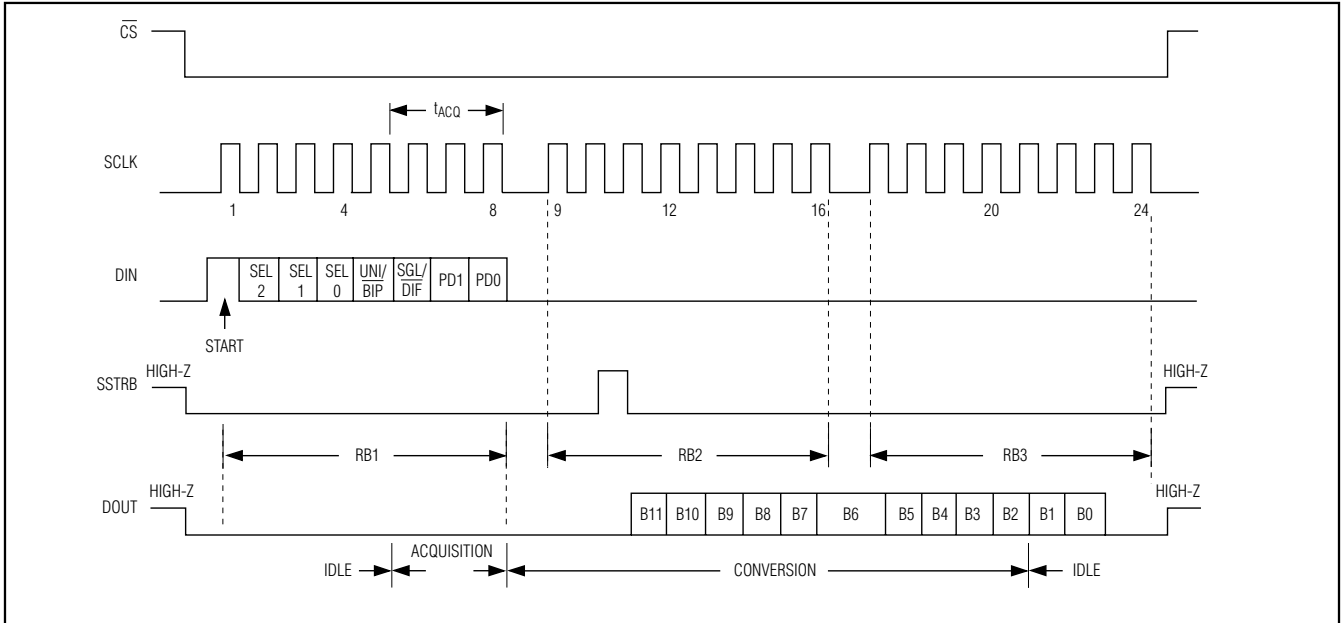 CS
tACQ
SCLK
1 4 8 9 12 16 20 24
DIN
SEL 2
SEL 1
SEL 0
UNI/ BIP
SGL/ DIF
PD1
PD0
START
HIGH-Z
HIGH-Z
SSTRB
RB1
RB2
RB3
HIGH-Z
HIGH-Z
DOUT
B11 B10 B9 B8 B7 B6 B5 B4 B3 B2 B1 B0
ACQUISITION
IDLE
CONVERSION
IDLE